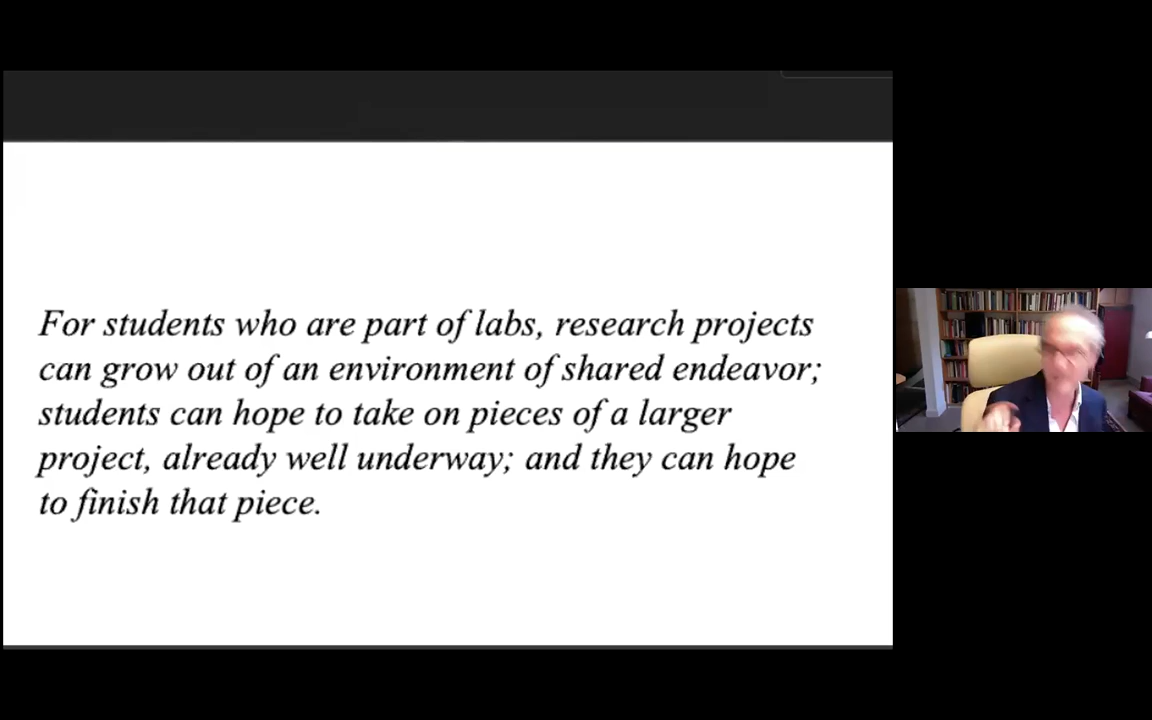 For students who are part of labs, research projects
can grow out of an environment of shared endeavor;
students can hope to take on pieces of a larger
project, already well underway; and they can hope
to finish that piece.